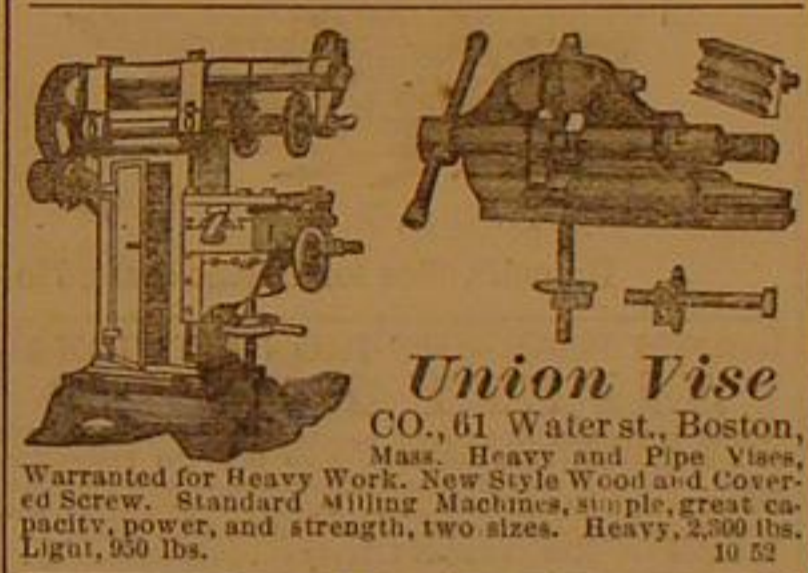 Union Vise
CO., 61 Water st., Boston,
Mass. Heavy and Pipe Vises,
Warranted for Heavy Work. New Style Wood and Cover-
ed Screw. Standard Milling Machines, simple, great ca-
pacity, power, and strength, two sizes. Heavy, 2,300 lbs.
Light, 950 lbs. 10 52